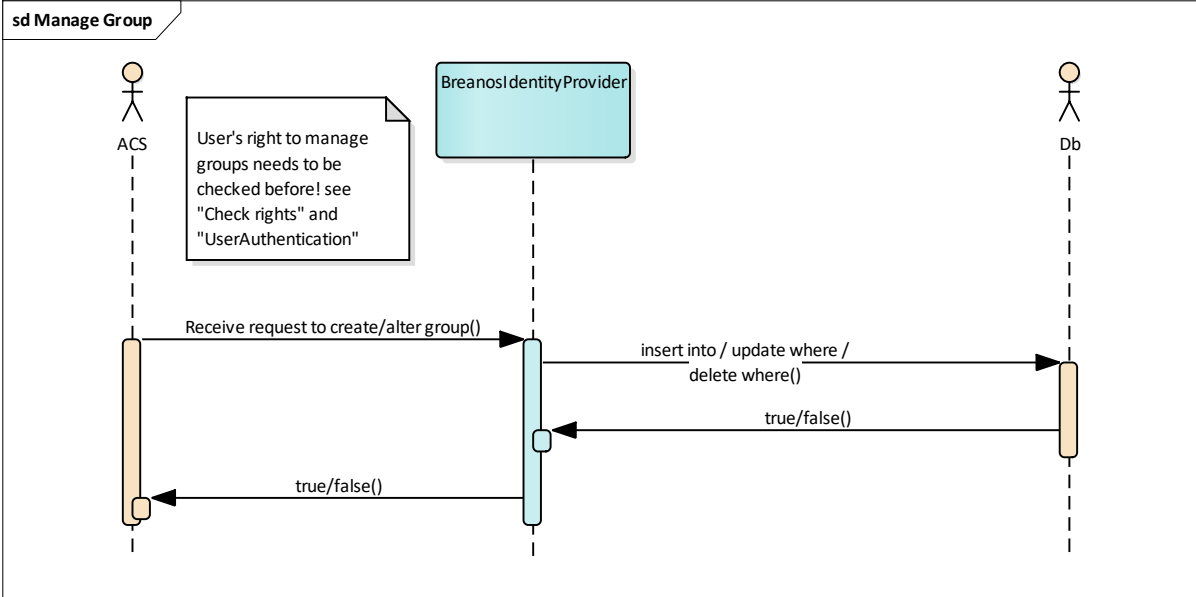 sd Manage Group
ACS
User's right to manage
groups needs to be
checked before! see
"Check rights" and
"UserAuthentication"
BreanosIdentityProvider
Db
Receive request to create/alter group()
insert into / update where /
delete where()
true/false()
true/false()